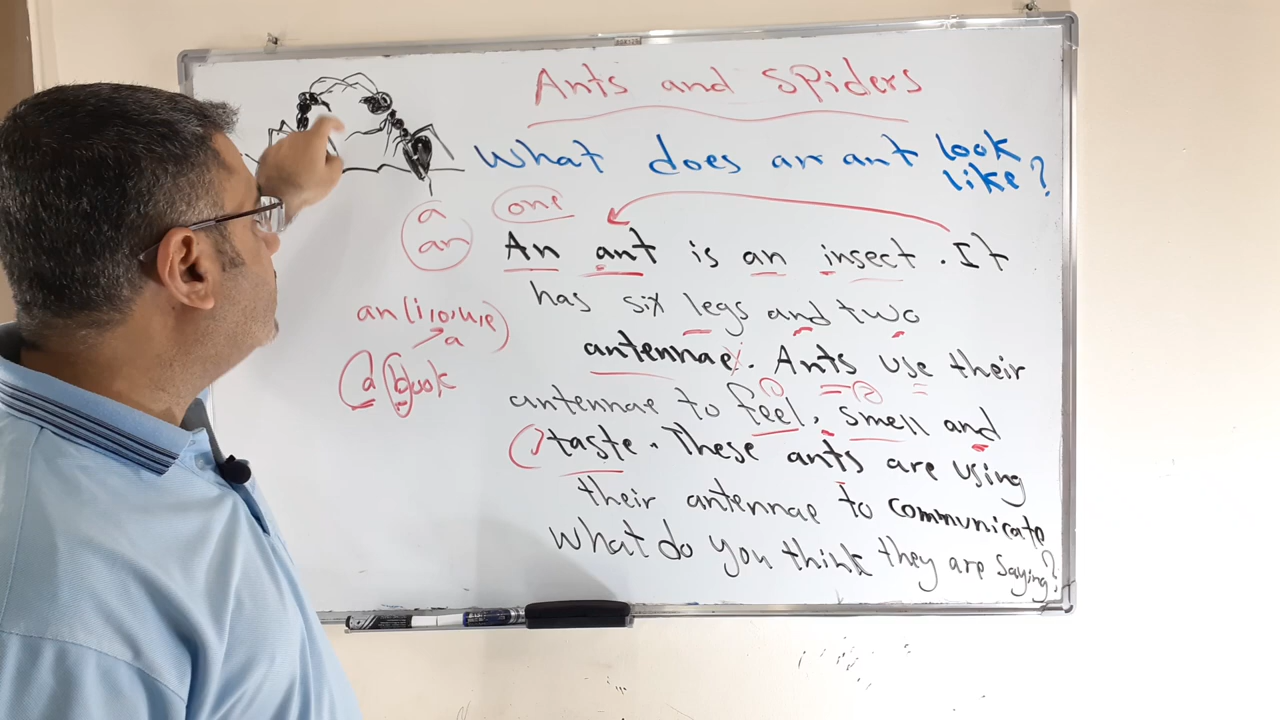 Ants and Spiders
What does an ant look
like?
a
an
one
An ant is an insect. It
has six legs and two
antennae. Ants use their
antennae to feel, smell and
taste. These ants are using
their antennae to communicate
What do you think they are saying?
an (i,o,u,e)
a
a book